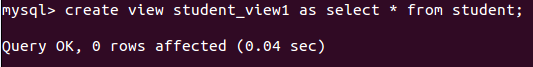 mysql> create view student_view1 as select * from student;
Query OK, 0 rows affected (0.04 sec)